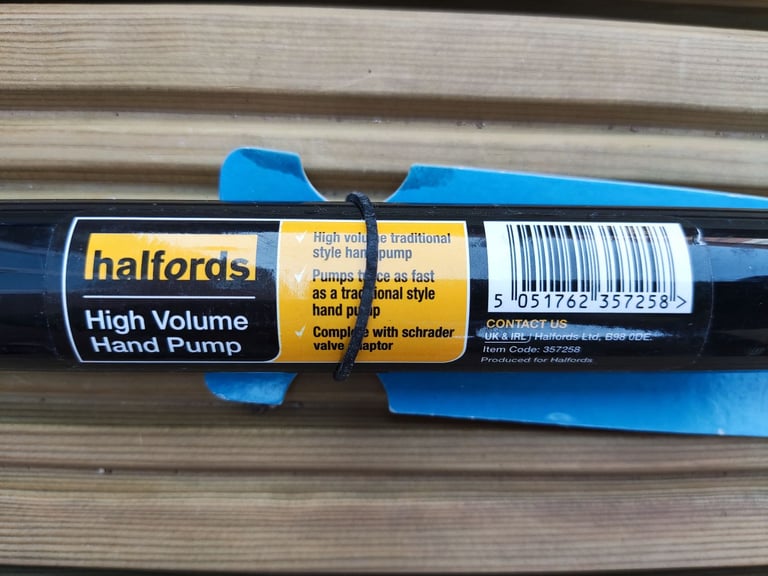 halfords
High Volume
Hand Pump
High volume traditional
style hand pump
Pumps twice as fast
as a traditional style
hand pump
Complete with schrader
valve adaptor
5 051762 357258 >
CONTACT US
UK & IRL Halfords Ltd, B98 0DE.
Item Code: 357258
Produced for Halfords